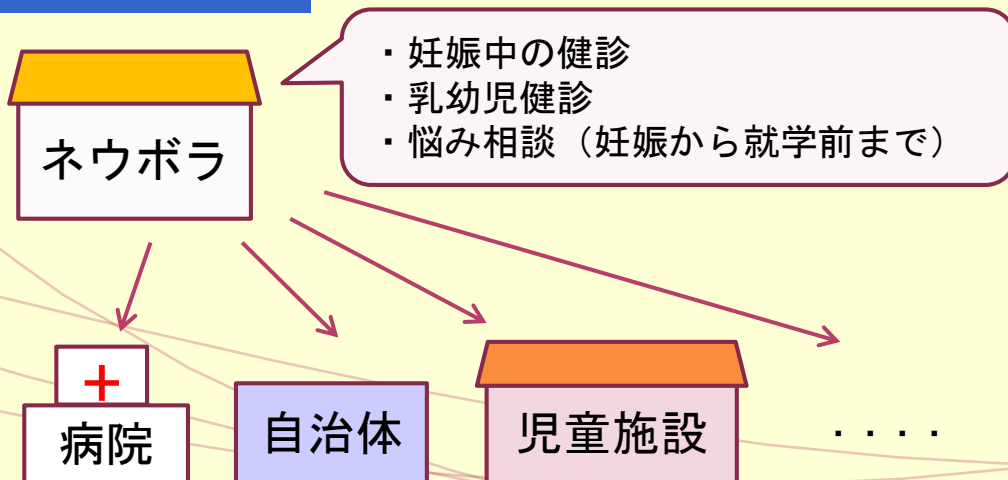 ・妊娠中の健診
・乳幼児健診
・悩み相談（妊娠から就学前まで）
ネウボラ
+
病院
自治体
児童施設
・・・・